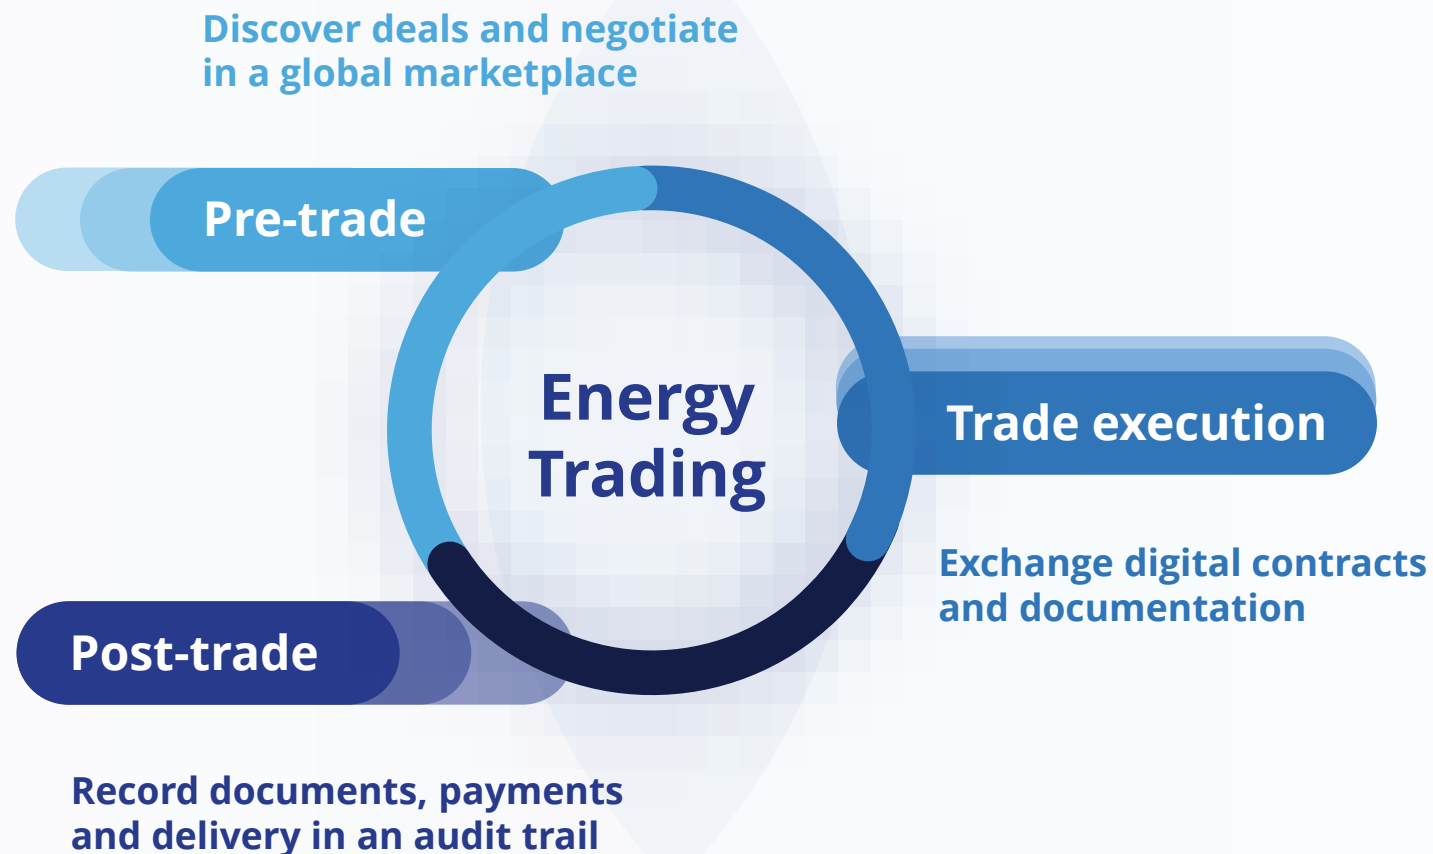 Discover deals and negotiate
in a global marketplace
Pre-trade
Energy
Trading
Trade execution
Exchange digital contracts
and documentation
Post-trade
Record documents, payments
and delivery in an audit trail